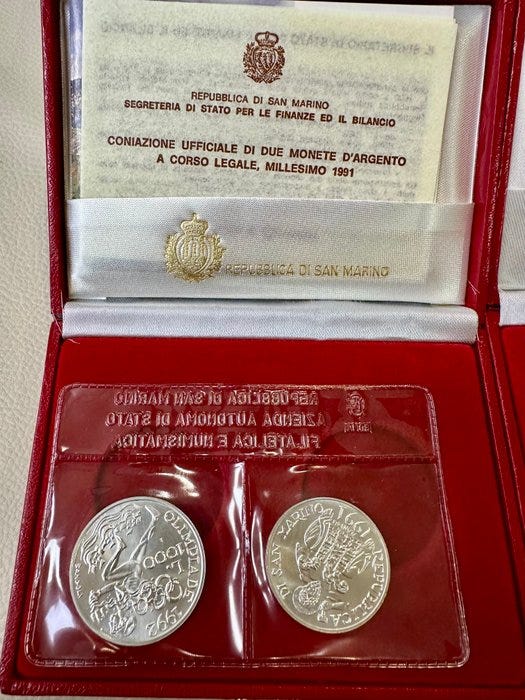 REPUBBLICA DI SAN MARINO
SEGRETERIA DI STATO PER LE FINANZE ED IL BILANCIO
CONIAZIONE UFFICIALE DI DUE MONETE D'ARGENTO
A CORSO LEGALE, MILLESIMO 1991
REPUBBLICA DI SAN MARINO
REPUBBLICA DI SAN MARINO
AZIENDA AUTONOMA DI STATO
FILATELICA E NUMISMATICA
OLIMPIADE
1992
L. 1000
REPUBBLICA
DI SAN MARINO
1991